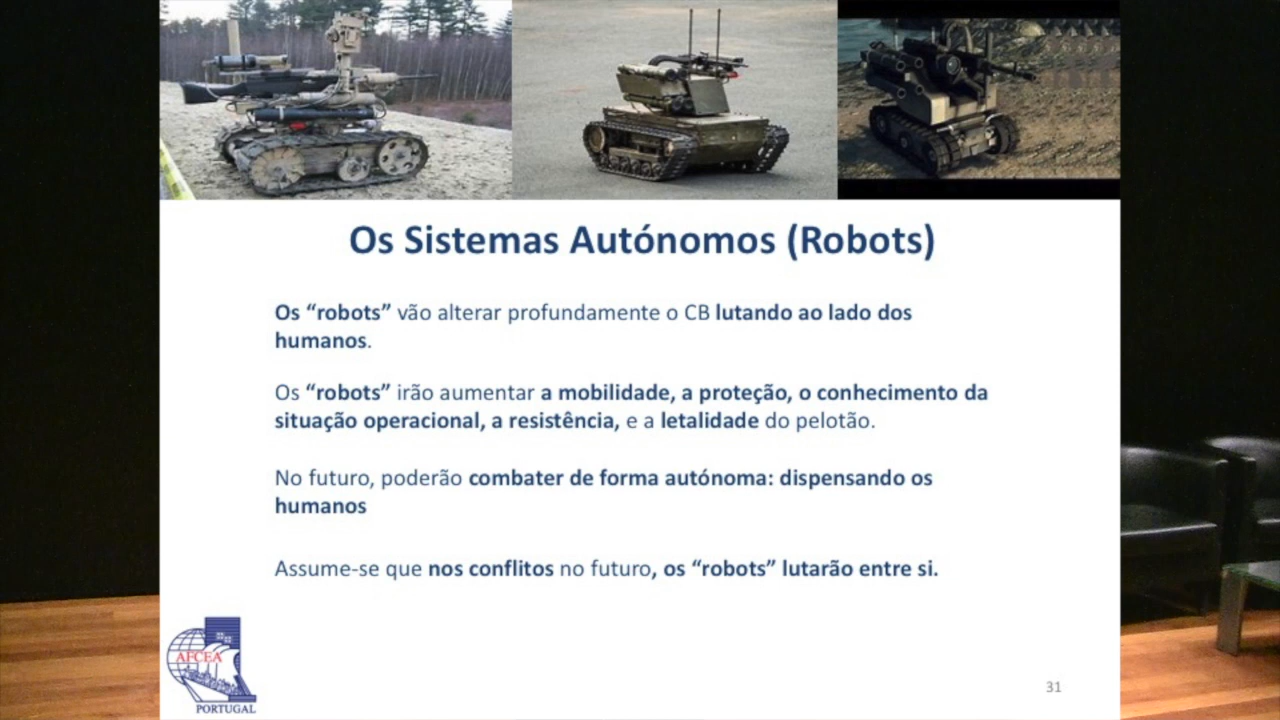 Os Sistemas Autónomos (Robots)
Os “robots” vão alterar profundamente o CB lutando ao lado dos
humanos.
Os “robots” irão aumentar a mobilidade, a proteção, o conhecimento da
situação operacional, a resistência, e a letalidade do pelotão.
No futuro, poderão combater de forma autónoma: dispensando os
humanos
Assume-se que nos conflitos no futuro, os “robots” lutarão entre si.
AFCEA
PORTUGAL
31